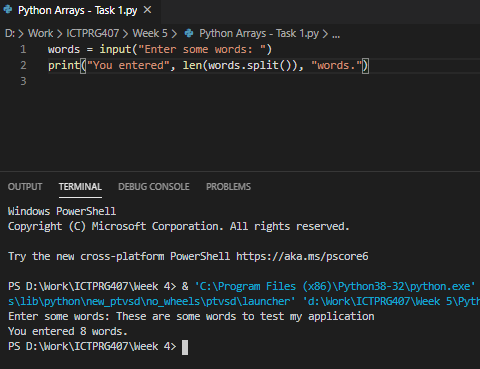 Python Arrays - Task 1.py ×
D: > Work > ICTPRG407 > Week 5 > Python Arrays - Task 1.py > ...
1 words = input("Enter some words: ")
2 print("You entered", len(words.split()), "words.")
3
OUTPUT TERMINAL DEBUG CONSOLE PROBLEMS
Windows PowerShell
Copyright (C) Microsoft Corporation. All rights reserved.
Try the new cross-platform PowerShell https://aka.ms/pscore6
PS D:\Work\ICTPRG407\Week 4> & 'C:\Program Files (x86)\Python38-32\python.exe'
s\lib\python\new_ptvsd\no_wheels\ptvsd\launcher' 'd:\Work\ICTPRG407\Week 5\Pyth
Enter some words: These are some words to test my application
You entered 8 words.
PS D:\Work\ICTPRG407\Week 4>